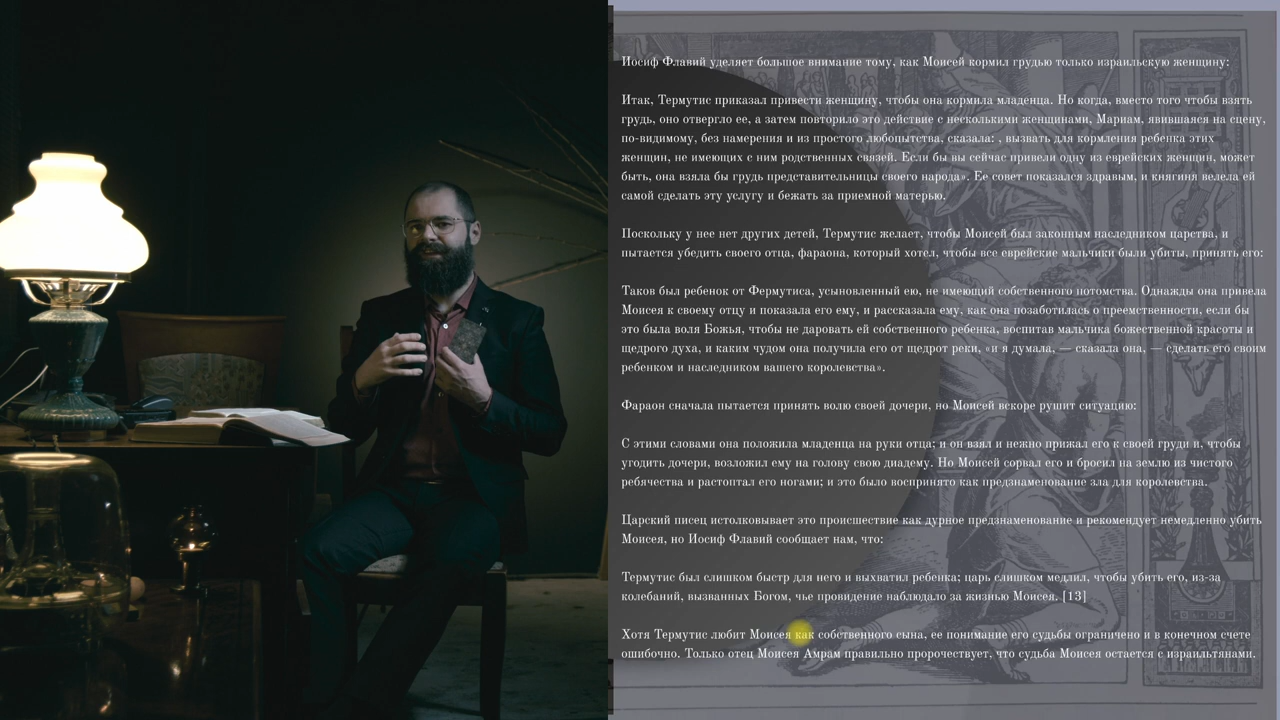 Иосиф Флавий уделяет большое внимание тому, как Моисей кормил грудью только израильскую женщину:
Итак, Термутис приказал привести женщину, чтобы она кормила младенца. Но когда, вместо того чтобы взять
грудь, оно отвергло ее, а затем повторило это действие с несколькими женщинами, Мариам, явившаяся на сцену,
по-видимому, без намерения и из простого любопытства, сказала: , вызвать для кормления ребенка этих
женщин, не имеющих с ним родственных связей. Если бы вы сейчас привели одну из еврейских женщин, может
быть, она взяла бы грудь представительницы своего народа». Ее совет показался здравым, и княгиня велела ей
самой сделать эту услугу и бежать за приемной матерью.
Поскольку у нее нет других детей, Термутис желает, чтобы Моисей был законным наследником царства, и
пытается убедить своего отца, фараона, который хотел, чтобы все еврейские мальчики были убиты, принять его:
Таков был ребенок от Фермутиса, усыновленный ею, не имеющий собственного потомства. Однажды она привела
Моисея к своему отцу и показала его ему, и рассказала ему, как она позаботилась о преемственности, если бы
это была воля Божья, чтобы не даровать ей собственного ребенка, воспитав мальчика божественной красоты и
щедрого духа, и каким чудом она получила его от щедрот реки, «и я думала, — сказала она, — сделать его своим
ребенком и наследником вашего королевства».
Фараон сначала пытается принять волю своей дочери, но Моисей вскоре рушит ситуацию:
С этими словами она положила младенца на руки отца; и он взял и нежно прижал его к своей груди и, чтобы
угодить дочери, возложил ему на голову свою диадему. Но Моисей сорвал его и бросил на землю из чистого
ребячества и растоптал его ногами; и это было воспринято как предзнаменование зла для королевства.
Царский писец истолковывает это происшествие как дурное предзнаменование и рекомендует немедленно убить
Моисея, но Иосиф Флавий сообщает нам, что:
Термутис был слишком быстр для него и выхватил ребенка; царь слишком медлил, чтобы убить его, из-за
колебаний, вызванных Богом, чье провидение наблюдало за жизнью Моисея. [13]
Хотя Термутис любит Моисея как собственного сына, ее понимание его судьбы ограничено и в конечном счете
ошибочно. Только отец Моисея Амрам правильно пророчествует, что судьба Моисея остается с израильтянами.